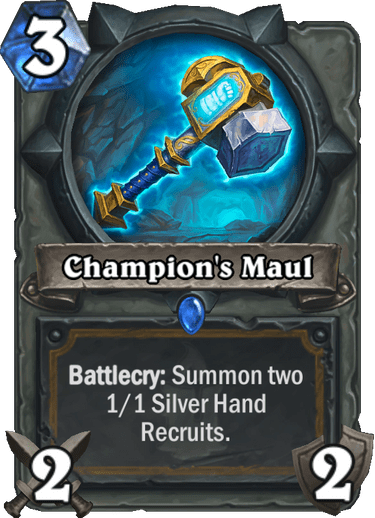 3
Champion's Maul
Battlecry: Summon two
1/1 Silver Hand
Recruits.
2 2